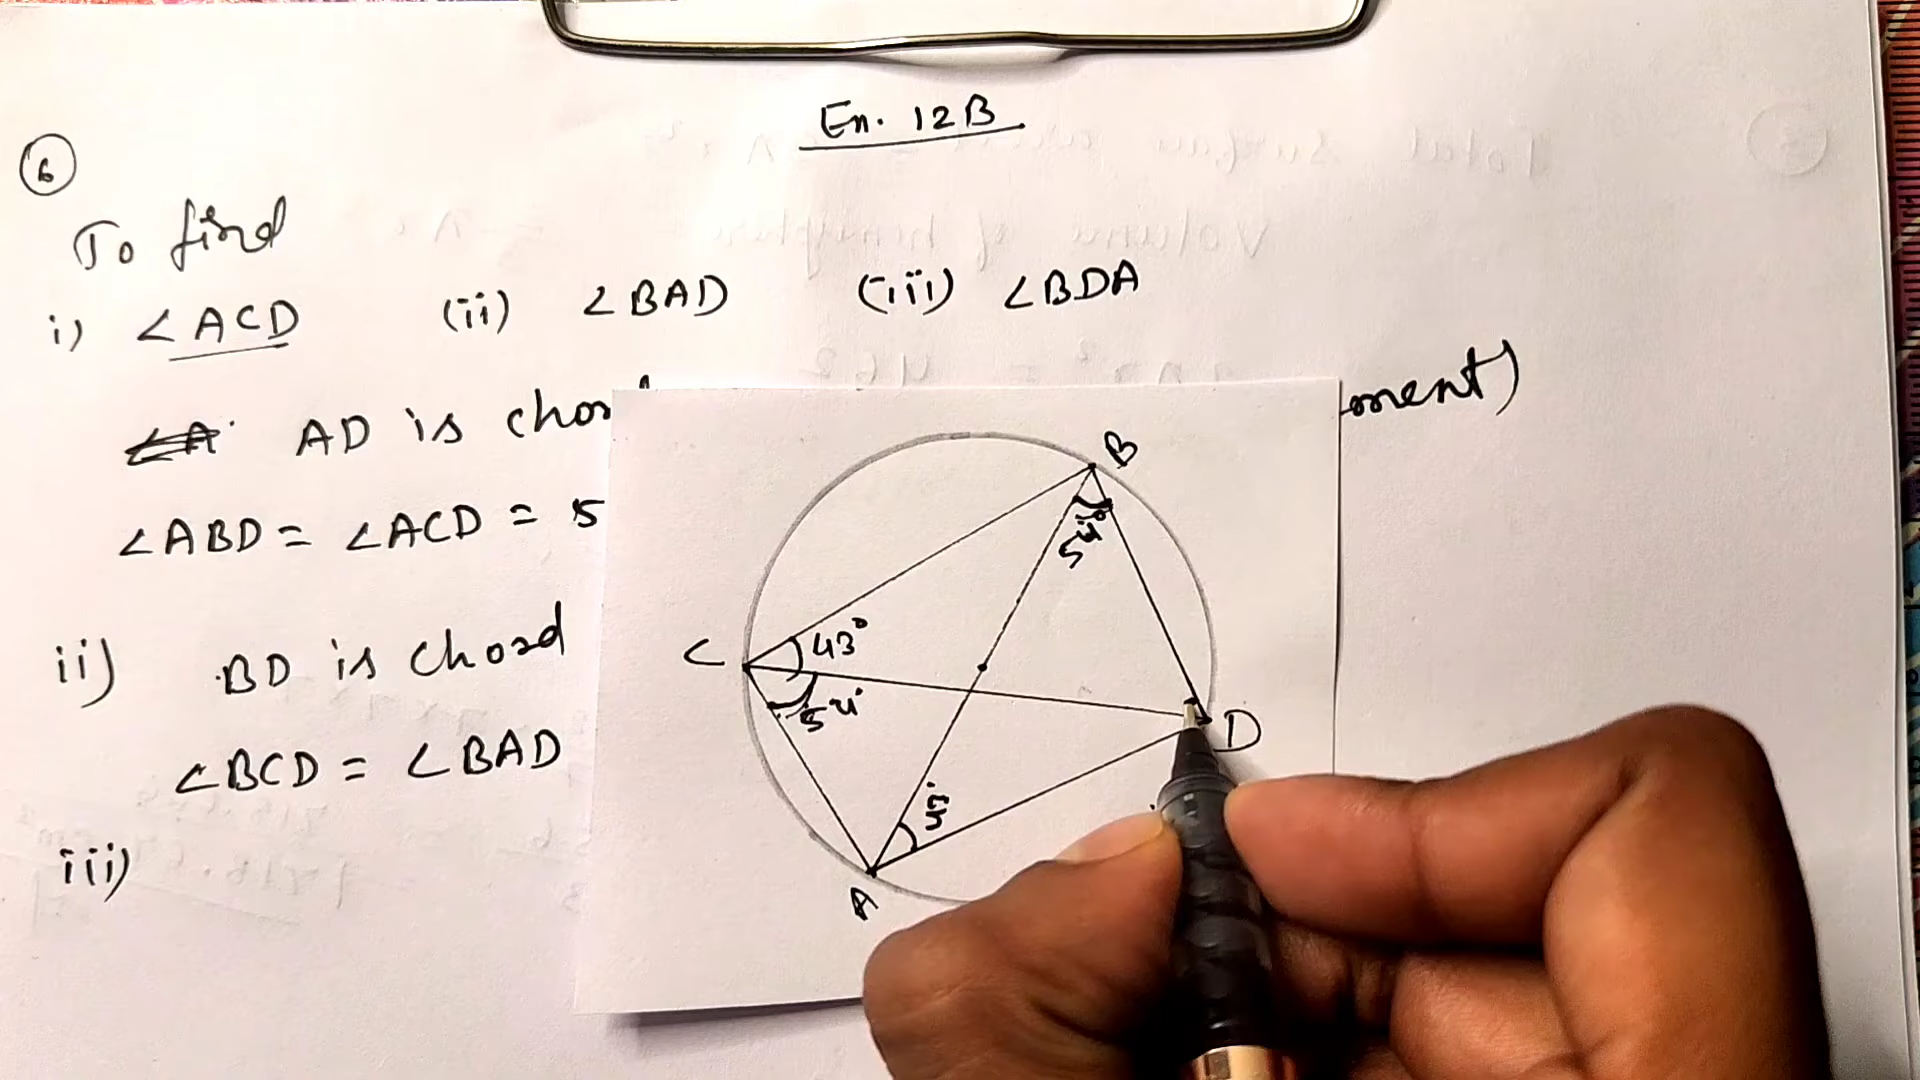 En. 12B
6
To find
i) ∠ACD (ii) ∠BAD (iii) ∠BDA
AD is chor ment)
∠ABD = ∠ACD = 5
ii) BD is chord
∠BCD = ∠BAD
iii)
B
54°
C
43°
54°
D
A